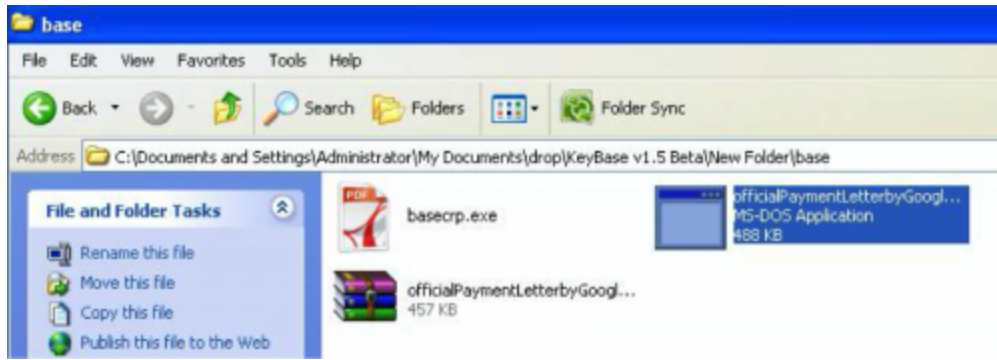 base
File Edit View Favorites Tools Help
Back Search Folders Folder Sync
Address C:\Documents and Settings\Administrator\My Documents\drop\KeyBase v1.5 Beta\New Folder\base
File and Folder Tasks
Rename this file
Move this file
Copy this file
Publish this file to the Web
PDF
basecrp.exe
officialPaymentLetterbyGoogl...
MS-DOS Application
488 KB
officialPaymentLetterbyGoogl...
457 KB